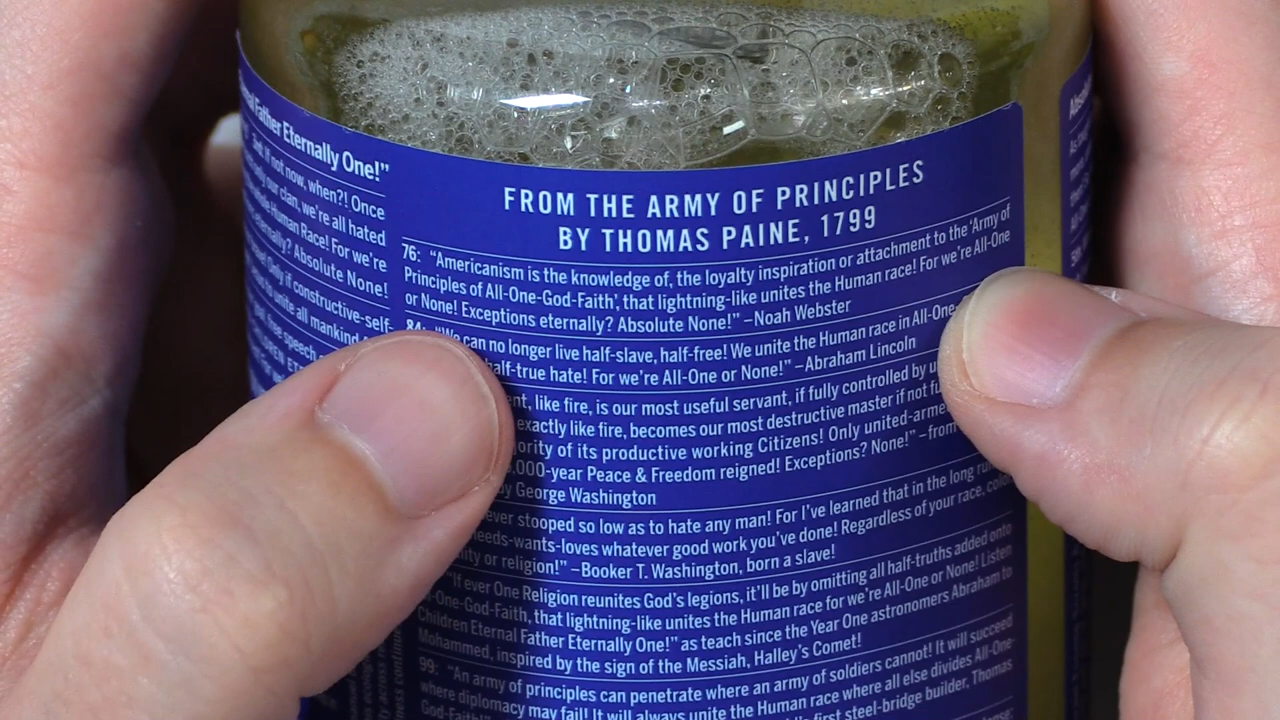 Father Eternally One!”
If not now, when?! Once
our clan, we’re all hated
Human Race! For we’re
Absolute None!
Only if constructive-self-
to unite all mankind
free speech
FROM THE ARMY OF PRINCIPLES
BY THOMAS PAINE, 1799
76: “Americanism is the knowledge of, the loyalty inspiration or attachment to the ‘Army of
Principles of All-One-God-Faith’, that lightning-like unites the Human race! For we’re All-One
or None! Exceptions eternally? Absolute None!” –Noah Webster
84: “We can no longer live half-slave, half-free! We unite the Human race in All-One-
half-true hate! For we’re All-One or None!” –Abraham Lincoln
like fire, is our most useful servant, if fully controlled by
exactly like fire, becomes our most destructive master if not
of its productive working Citizens! Only
000-year Peace & Freedom reigned! Exceptions? None!” –from
by George Washington
stooped so low as to hate any man! For I’ve learned that in the long
needs-wants-loves whatever good work you’ve done! Regardless of your race,
or religion!” –Booker T. Washington, born a slave!
“If ever One Religion reunites God’s legions, it’ll be by omitting all half-truths added onto
One-God-Faith, that lightning-like unites the Human race for we’re All-One or None! Listen
Children Eternal Father Eternally One!” as teach since the Year One astronomers Abraham to
Mohammed, inspired by the sign of the Messiah, Halley’s Comet!
99: “An army of principles can penetrate where an army of soldiers cannot! It will succeed
where diplomacy may fail! It will always unite the Human race where all else divides All-One-
God-Faith!” first steel-bridge builder, Thomas